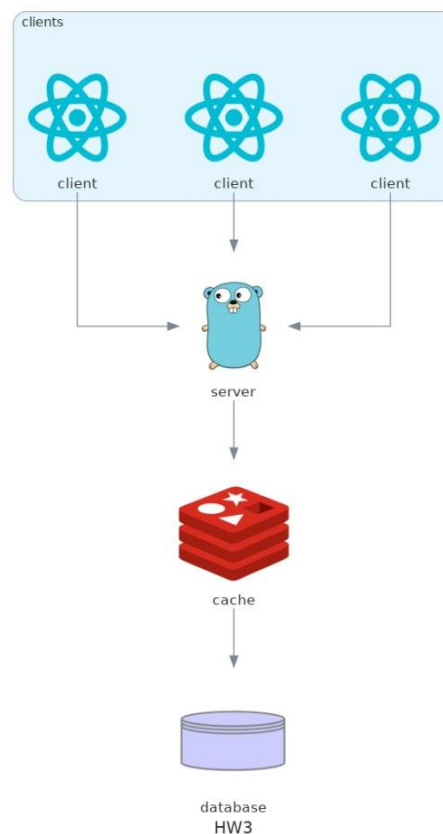 clients
client client client
server
cache
database
HW3